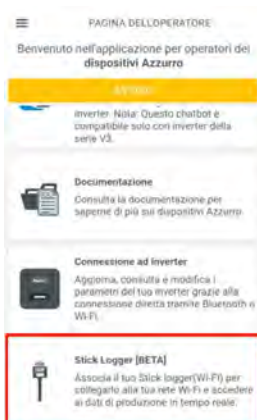 PAGINA DELL'OPERATORE
Benvenuto nell'applicazione per operatori dei
dispositivi Azzurro
inverter. Nota: Questo chatbot è
compatibile solo con inverter della
serie V3.
Documentazione
Consulta la documentazione per
saperne di più sui dispositivi Azzurro.
Connessione ad Inverter
Aggiorna, consulta e modifica i
parametri del tuo inverter grazie alla
connessione diretta tramite Bluetooth o
Wi-Fi.
Stick Logger [BETA]
Associa il tuo Stick logger(Wi-Fi) per
collegarlo alla tua rete Wi-Fi e accedere
ai dati di produzione in tempo reale.